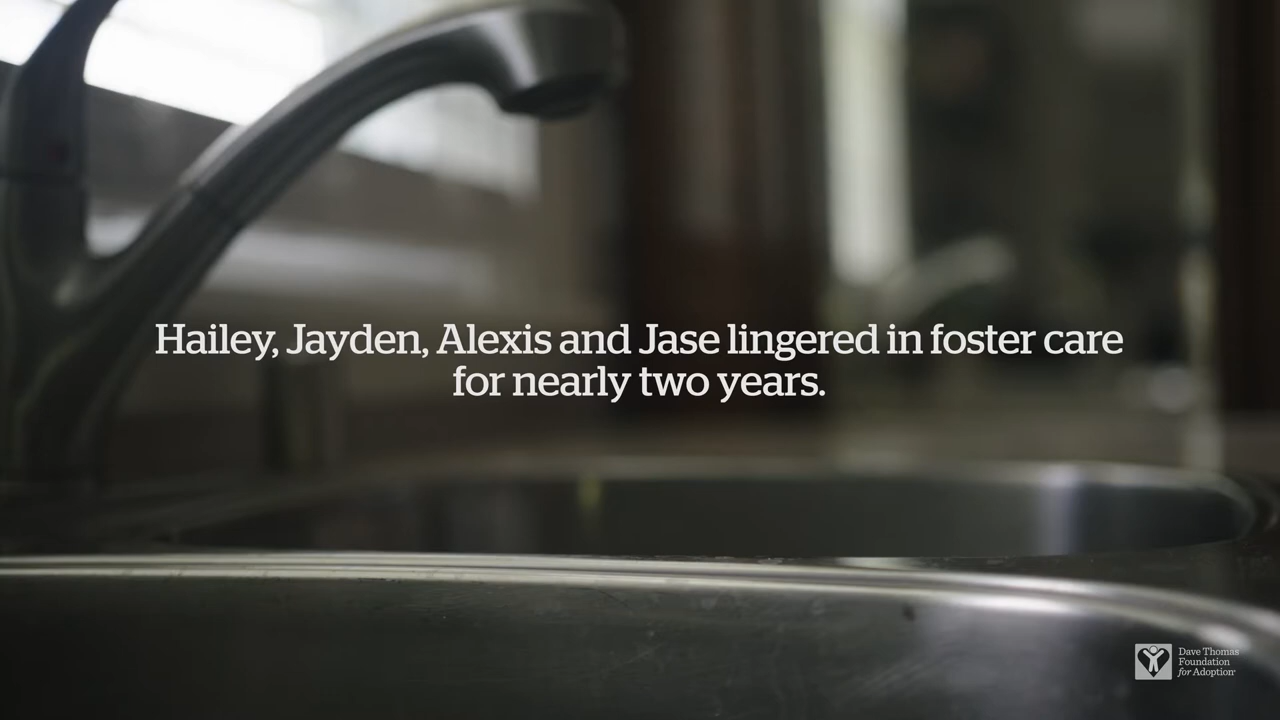 Hailey, Jayden, Alexis and Jase lingered in foster care
for nearly two years.
Dave Thomas
Foundation
for Adoption